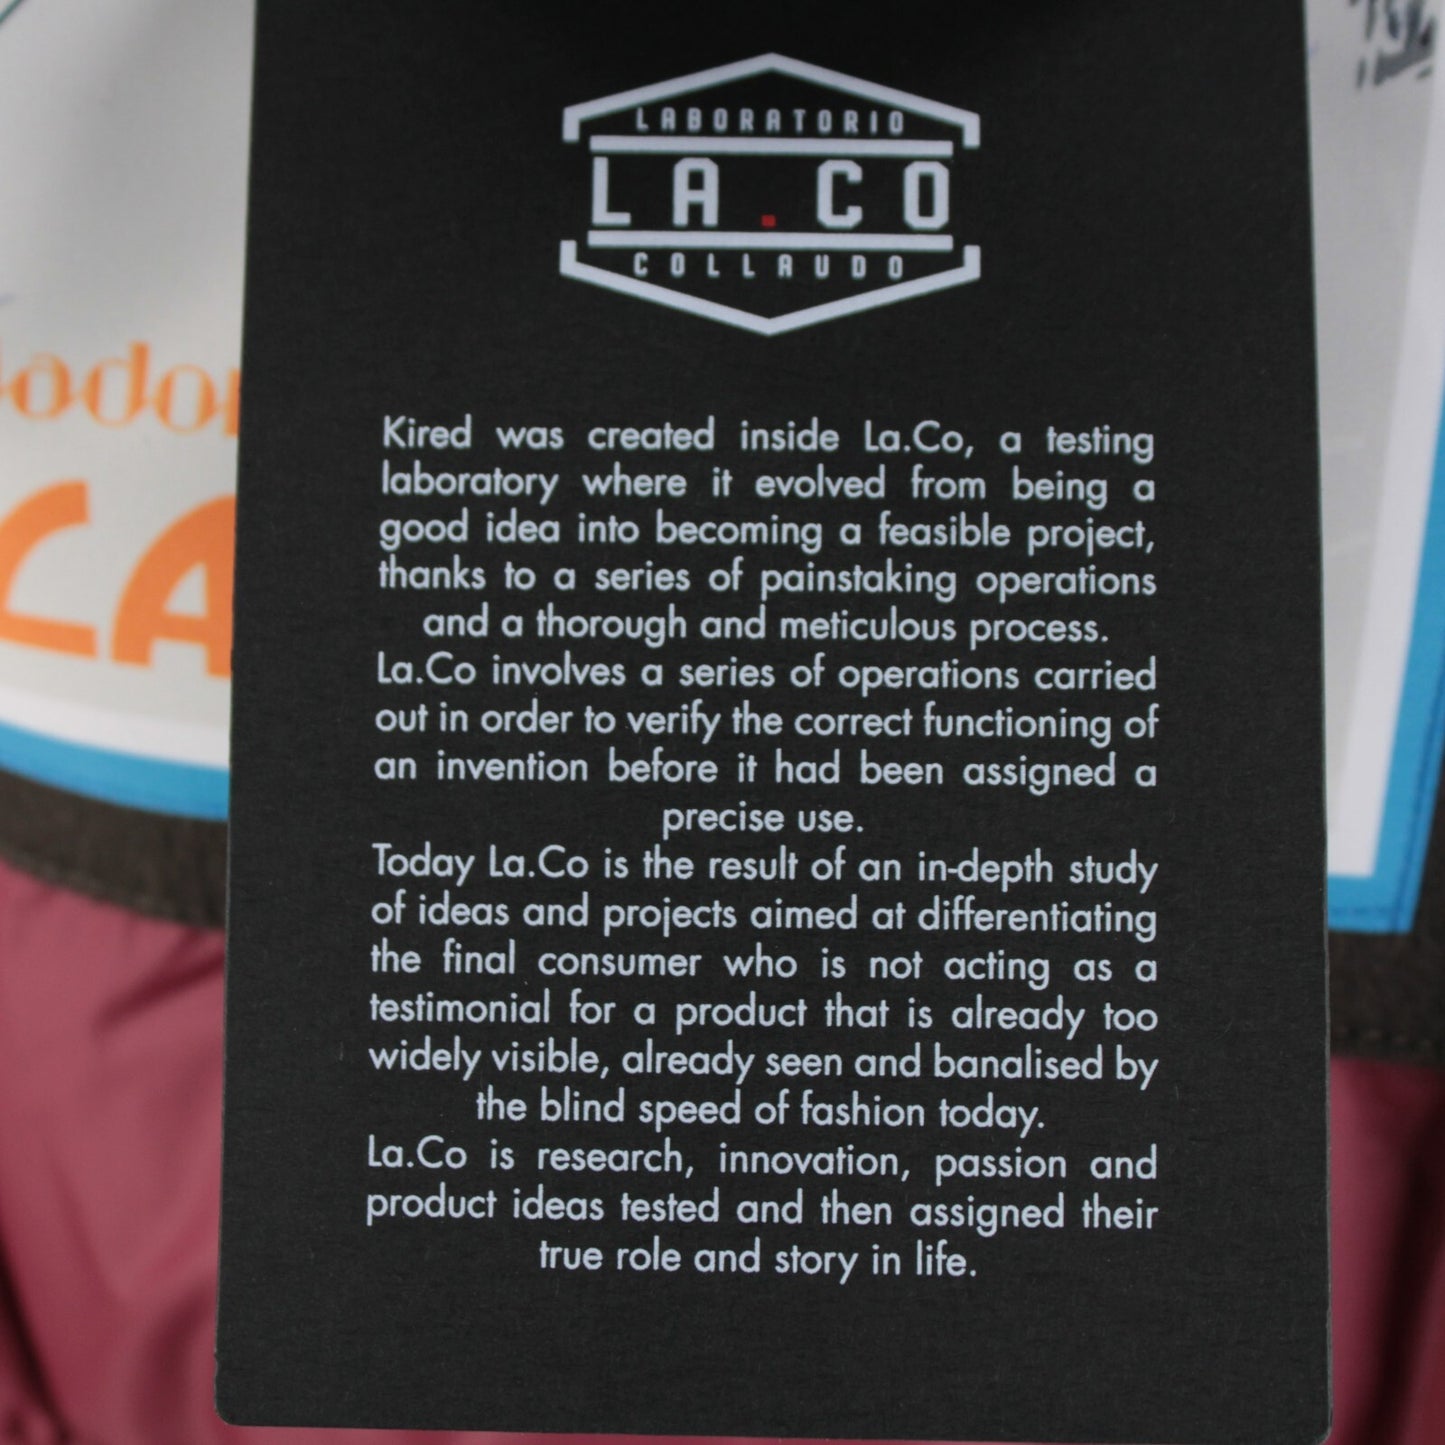 LABORATORIO
LA.CO
COLLAUDO
Kired was created inside La.Co, a testing
laboratory where it evolved from being a
good idea into becoming a feasible project,
thanks to a series of painstaking operations
and a thorough and meticulous process.
La.Co involves a series of operations carried
out in order to verify the correct functioning of
an invention before it had been assigned a
precise use.
Today La.Co is the result of an in-depth study
of ideas and projects aimed at differentiating
the final consumer who is not acting as a
testimonial for a product that is already too
widely visible, already seen and banalised by
the blind speed of fashion today.
La.Co is research, innovation, passion and
product ideas tested and then assigned their
true role and story in life.